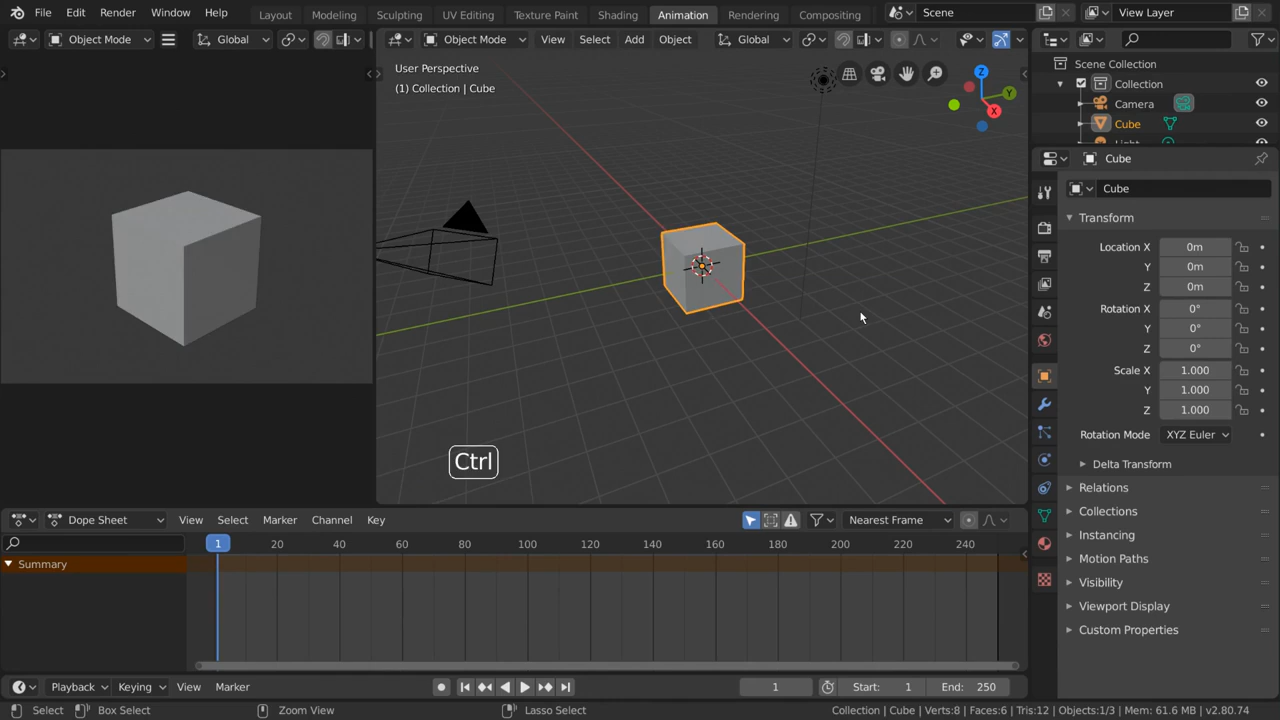 File Edit Render Window Help
Layout Modeling Sculpting UV Editing Texture Paint Shading Animation Rendering Compositing
Scene
View Layer
Object Mode
Global
Object Mode
View Select Add Object
Global
User Perspective
(1) Collection | Cube
Z
Y
X
Ctrl
Scene Collection
Collection
Camera
Cube
Light
Cube
Cube
Transform
Location X 0m
Y 0m
Z 0m
Rotation X 0°
Y 0°
Z 0°
Scale X 1.000
Y 1.000
Z 1.000
Rotation Mode XYZ Euler
Delta Transform
Relations
Collections
Instancing
Motion Paths
Visibility
Viewport Display
Custom Properties
Dope Sheet View Select Marker Channel Key
Nearest Frame
1 20 40 60 80 100 120 140 160 180 200 220 240
Summary
Playback Keying View Marker
1 Start: 1 End: 250
Select Box Select Zoom View Lasso Select
Collection | Cube | Verts:8 | Faces:6 | Tris:12 | Objects:1/3 | Mem: 61.6 MB | v2.80.74